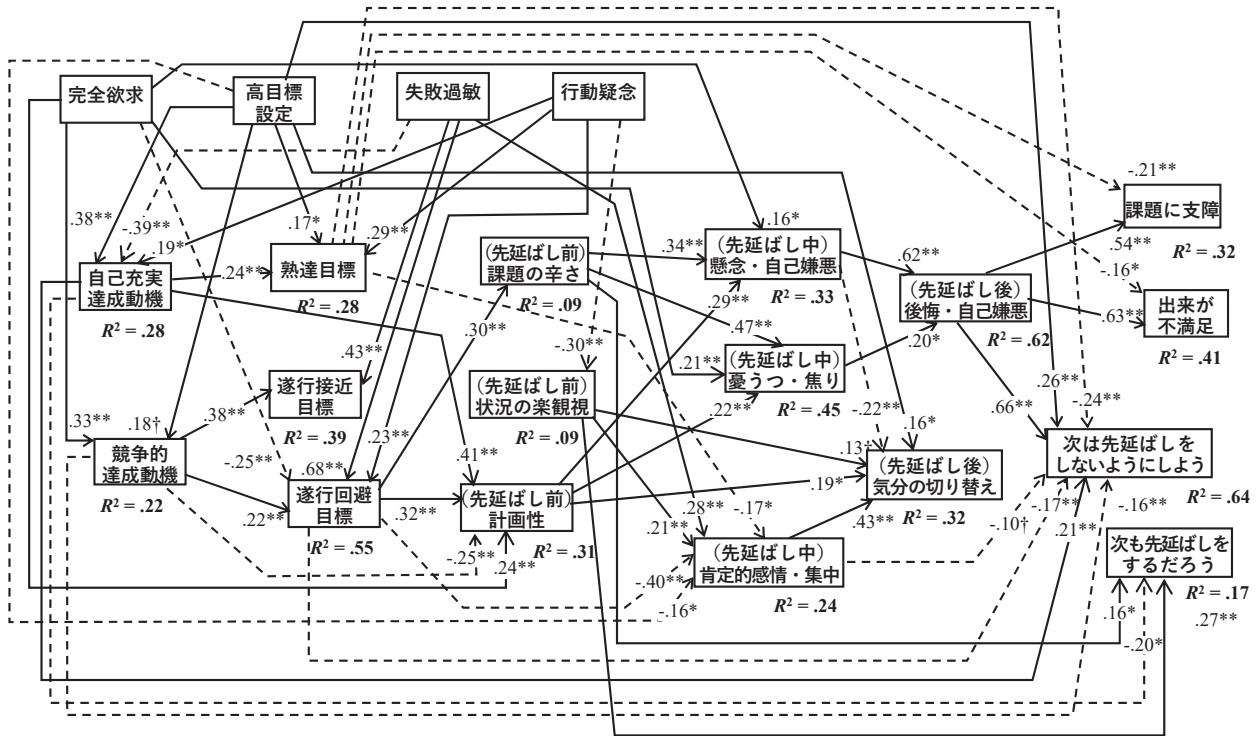 完全欲求
高目標
設定
失敗過敏
行動疑念
-.21**
課題に支障
.54**
R² = .32
.38**
-.39**
.19*
.17*
.29**
.16*
自己充実
達成動機
R² = .28
.24**
熟達目標
R² = .28
(先延ばし前)
課題の辛さ
R² = .09
.34**
(先延ばし中)
懸念・自己嫌悪
R² = .33
.62**
(先延ばし後)
後悔・自己嫌悪
R² = .62
-.16*
出来が
不満足
.63**
R² = .41
.30**
.29**
.47**
.43**
-.30**
.21**
(先延ばし中)
憂うつ・焦り
R² = .45
.20*
遂行接近
目標
R² = .39
(先延ばし前)
状況の楽観視
R² = .09
.22**
-.22**
.16*
.26**
-.24**
.66**
.33**
.18†
.38**
.23**
競争的
達成動機
R² = .22
-.25**
.68**
.41**
.13†
.22**
遂行回避
目標
R² = .55
.32**
(先延ばし前)
計画性
R² = .31
.19*
(先延ばし後)
気分の切り替え
R² = .32
次は先延ばしを
しないようにしよう
R² = .64
.28**
-.17*
.21**
.43**
-.10†
-.17**
.21**
-.16**
-.25**
.24**
-.40**
-.16*
(先延ばし中)
肯定的感情・集中
R² = .24
次も先延ばしを
するだろう
R² = .17
.16*
-.20*
.27**